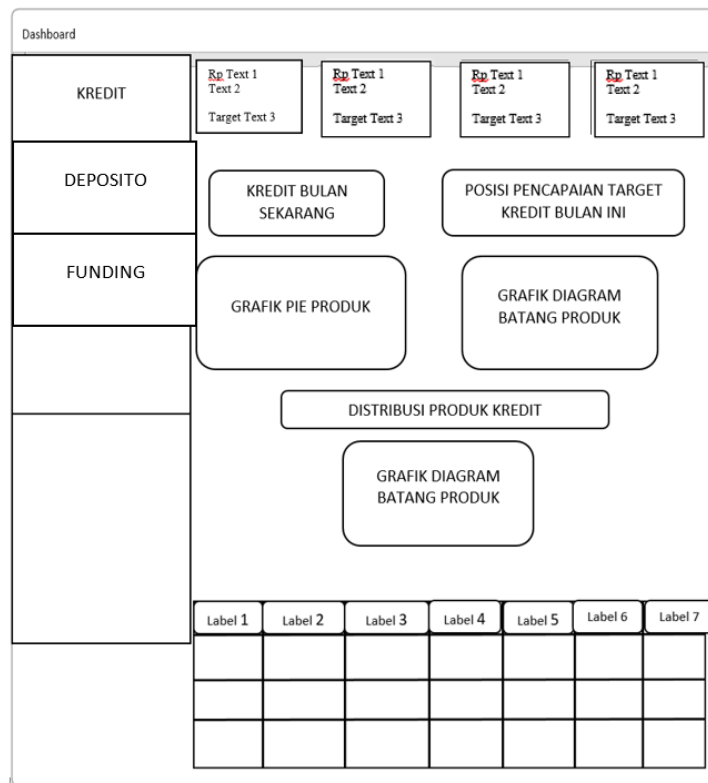 Dashboard
KREDIT
DEPOSITO
FUNDING
Rp Text 1
Text 2
Target Text 3
Rp Text 1
Text 2
Target Text 3
Rp Text 1
Text 2
Target Text 3
Rp Text 1
Text 2
Target Text 3
KREDIT BULAN
SEKARANG
POSISI PENCAPAIAN TARGET
KREDIT BULAN INI
GRAFIK PIE PRODUK
GRAFIK DIAGRAM
BATANG PRODUK
DISTRIBUSI PRODUK KREDIT
GRAFIK DIAGRAM
BATANG PRODUK
Label 1 Label 2 Label 3 Label 4 Label 5 Label 6 Label 7